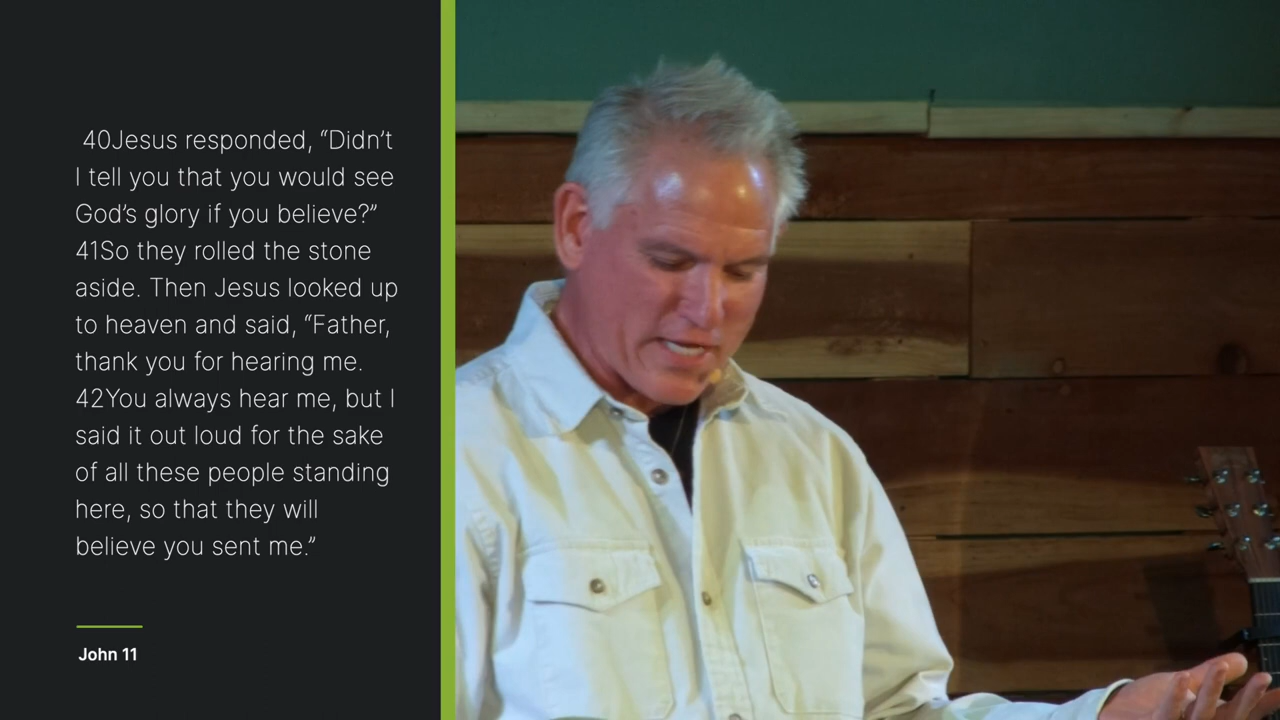 40Jesus responded, “Didn’t
I tell you that you would see
God’s glory if you believe?”
41So they rolled the stone
aside. Then Jesus looked up
to heaven and said, “Father,
thank you for hearing me.
42You always hear me, but I
said it out loud for the sake
of all these people standing
here, so that they will
believe you sent me.”
John 11